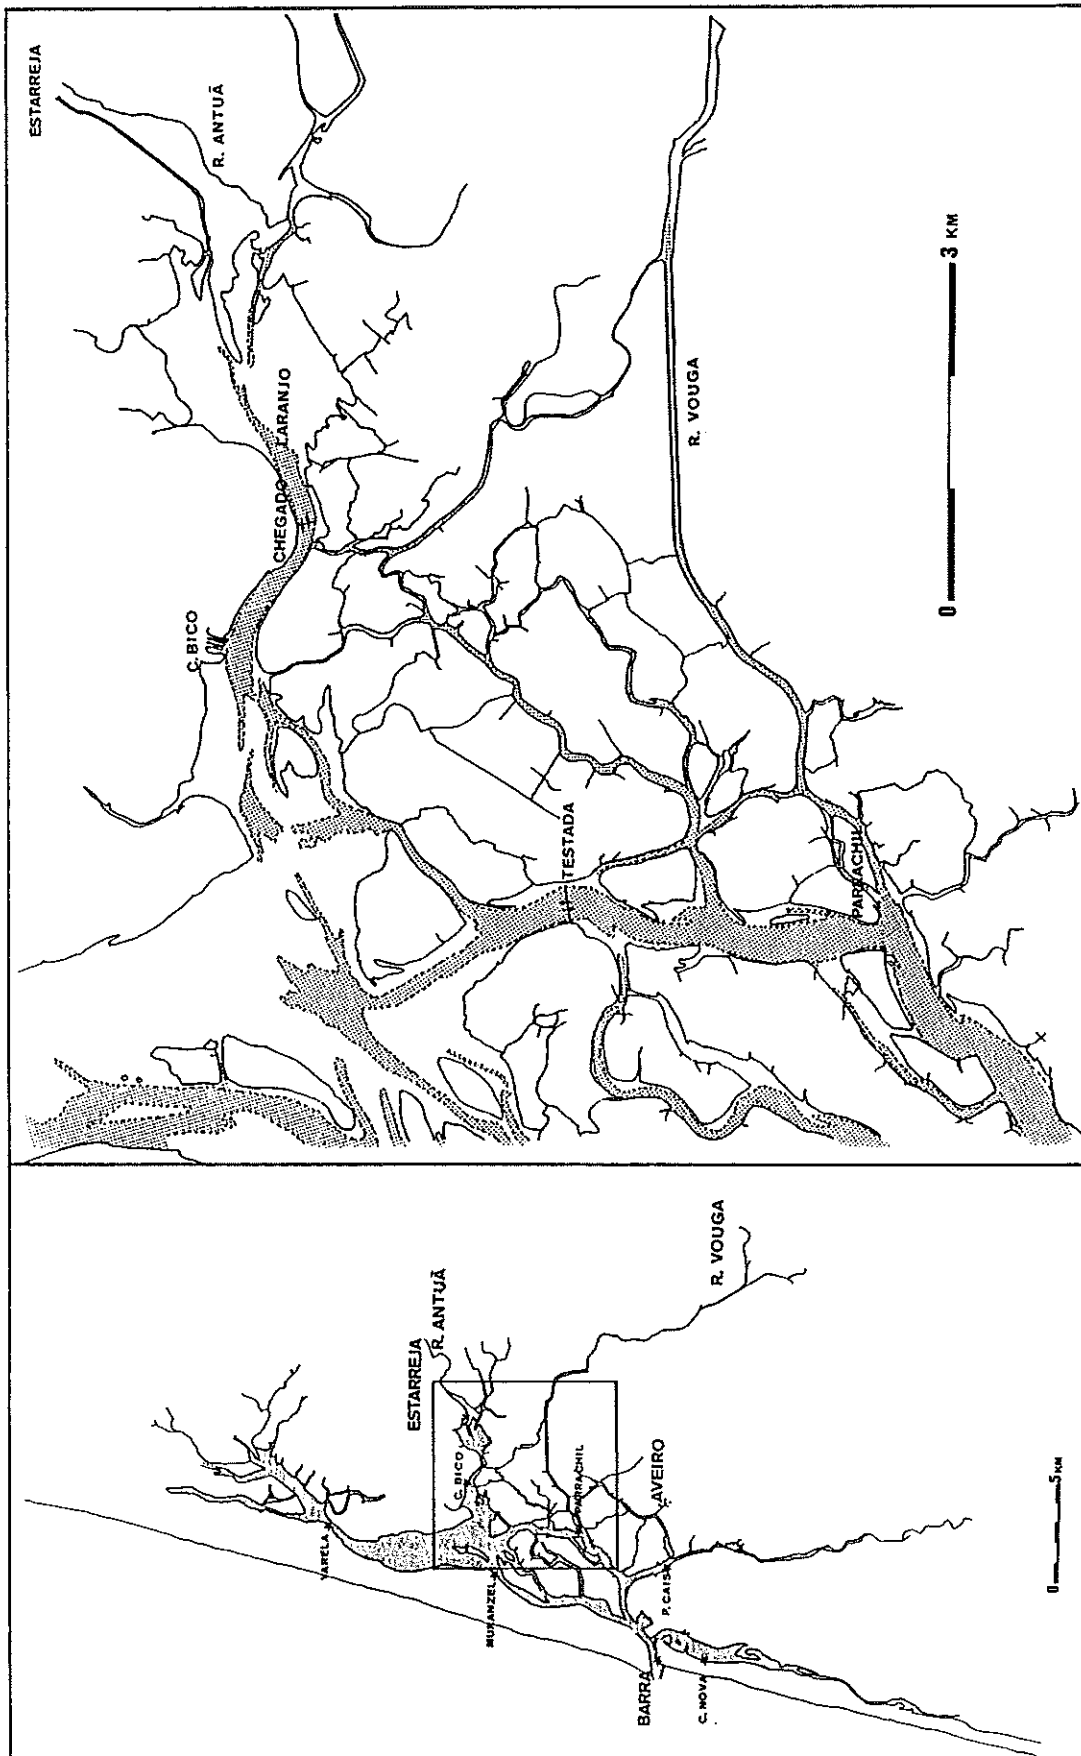 ESTARREJA
R. ANTUÃ
LARANJO
CHEGADO
C. BICO
R. VOUGA
TESTADA
PARRACHIL
0
3 KM
ESTARREJA
R. ANTUÃ
R. VOUGA
C. BICO
PARRACHIL
AVEIRO
VARELA
MURANZEL
P. CAIS
BARRA
C. NOVA
0
5 KM